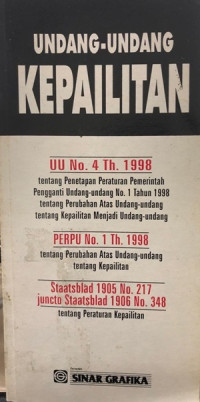 UNDANG-UNDANG
KEPAILITAN
UU No. 4 Th. 1998
tentang Penetapan Peraturan Pemerintah
Pengganti Undang-undang No. 1 Tahun 1998
tentang Perubahan Atas Undang-undang
tentang Kepailitan Menjadi Undang-undang
PERPU No. 1 Th. 1998
tentang Perubahan Atas Undang-undang
tentang Kepailitan
Staatsblad 1905 No. 217
juncto Staatsblad 1906 No. 348
tentang Peraturan Kepailitan
SINAR GRAFIKA